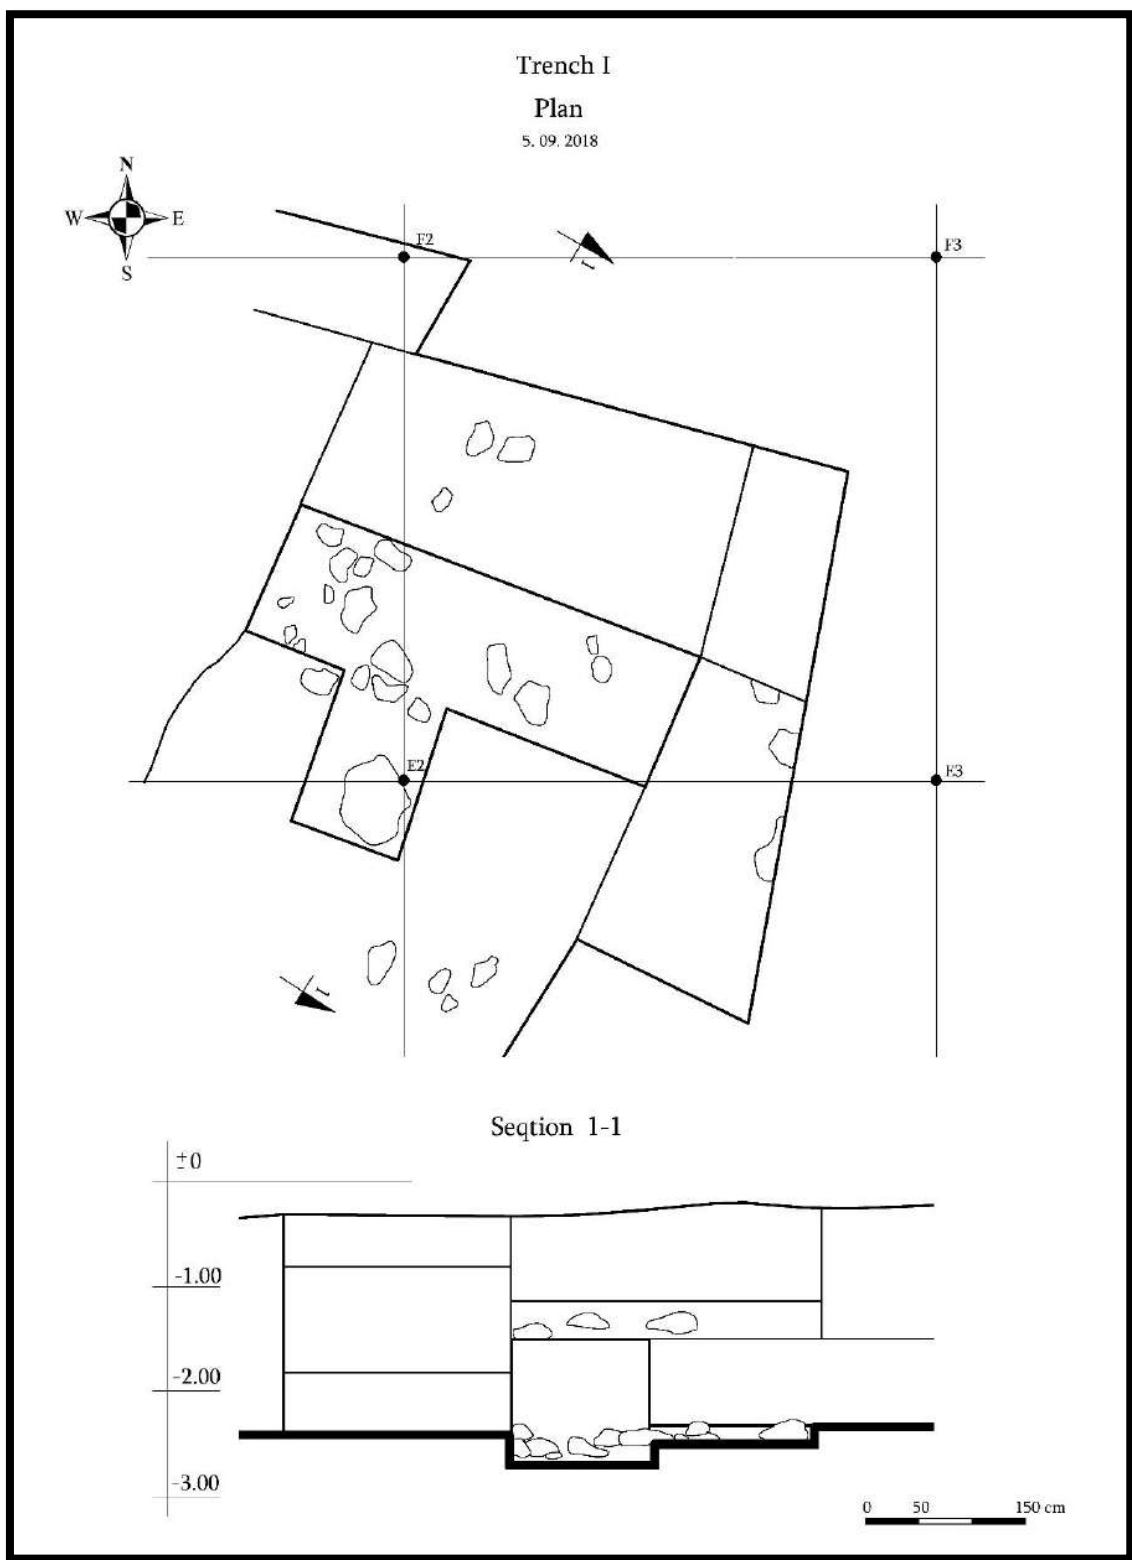 Trench I
Plan
5. 09. 2018
N
W E
S
F2
F3
I
E2
E3
I
Seqtion 1-1
±0
-1.00
-2.00
-3.00
0 50 150 cm